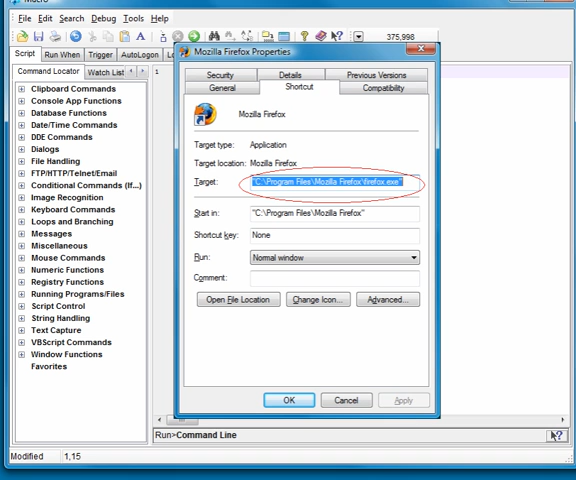 Macro
File Edit Search Debug Tools Help
375,998
Script Run When Trigger AutoLogon
Command Locator Watch List
1
Clipboard Commands
Console App Functions
Database Functions
Date/Time Commands
DDE Commands
Dialogs
File Handling
FTP/HTTP/Telnet/Email
Conditional Commands (If...)
Image Recognition
Keyboard Commands
Loops and Branching
Messages
Miscellaneous
Mouse Commands
Numeric Functions
Registry Functions
Running Programs/Files
Script Control
String Handling
Text Capture
VBScript Commands
Window Functions
Favorites
Mozilla Firefox Properties
Security Details Previous Versions
General Shortcut Compatibility
Mozilla Firefox
Target type: Application
Target location: Mozilla Firefox
Target: "C:\Program Files\Mozilla Firefox\firefox.exe"
Start in: "C:\Program Files\Mozilla Firefox"
Shortcut key: None
Run: Normal window
Comment:
Open File Location Change Icon... Advanced...
OK Cancel Apply
Run>Command Line
Modified 1,15